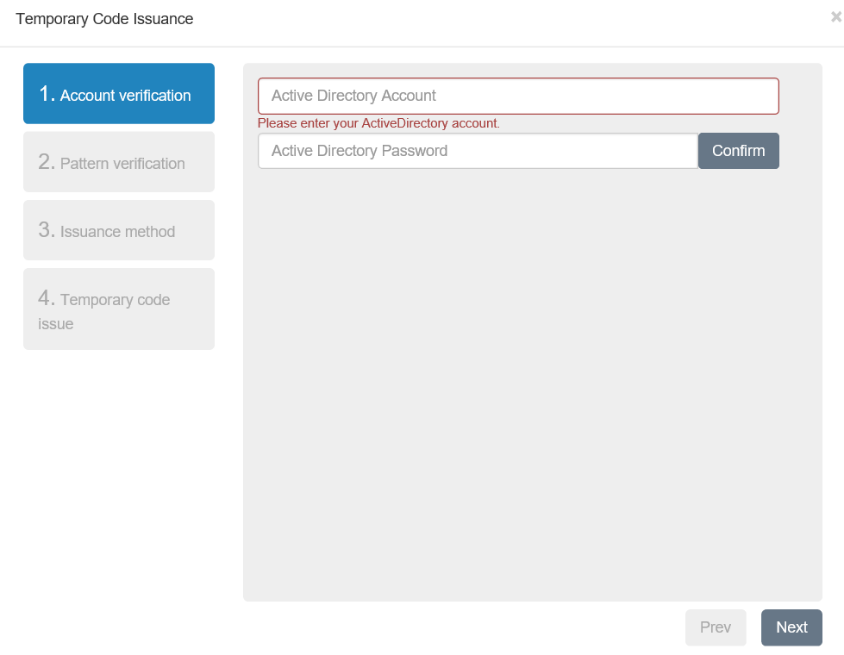 Temporary Code Issuance
×
1. Account verification
2. Pattern verification
3. Issuance method
4. Temporary code
issue
Active Directory Account
Please enter your ActiveDirectory account.
Active Directory Password
Confirm
Prev
Next